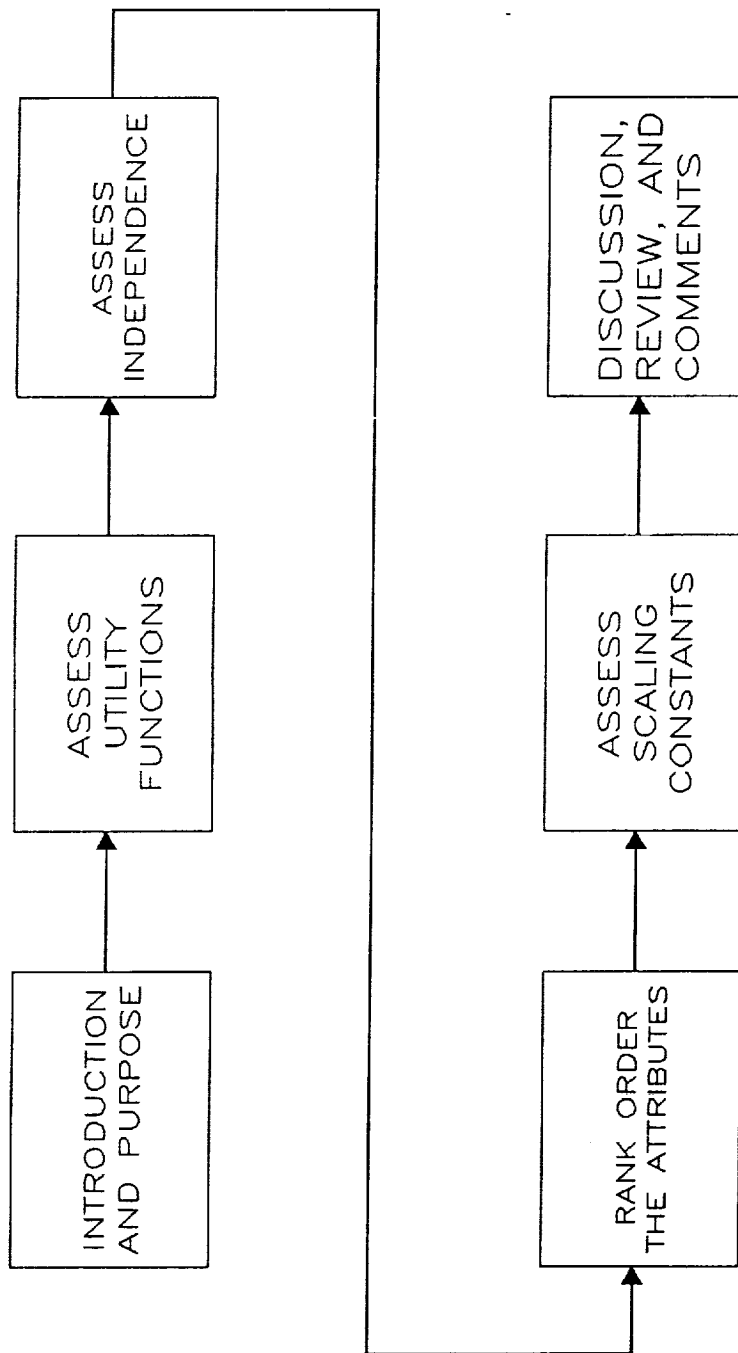 INTRODUCTION
AND PURPOSE
ASSESS
UTILITY
FUNCTIONS
ASSESS
INDEPENDENCE
RANK ORDER
THE ATTRIBUTES
ASSESS
SCALING
CONSTANTS
DISCUSSION,
REVIEW, AND
COMMENTS